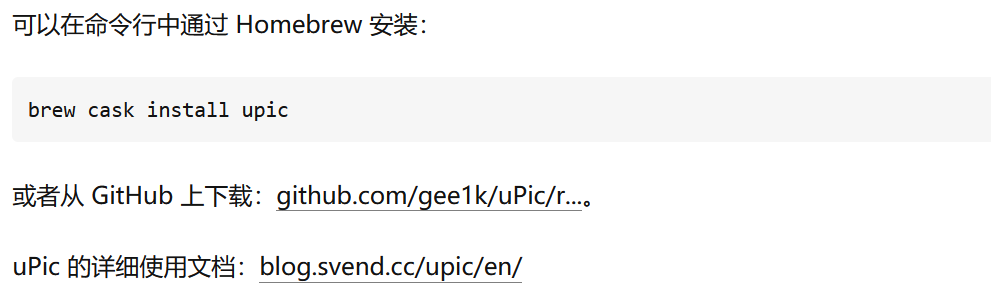 可以在命令行中通过 Homebrew 安装：
brew cask install upic
或者从 GitHub 上下载：github.com/gee1k/uPic/r...。
uPic 的详细使用文档：blog.svend.cc/upic/en/